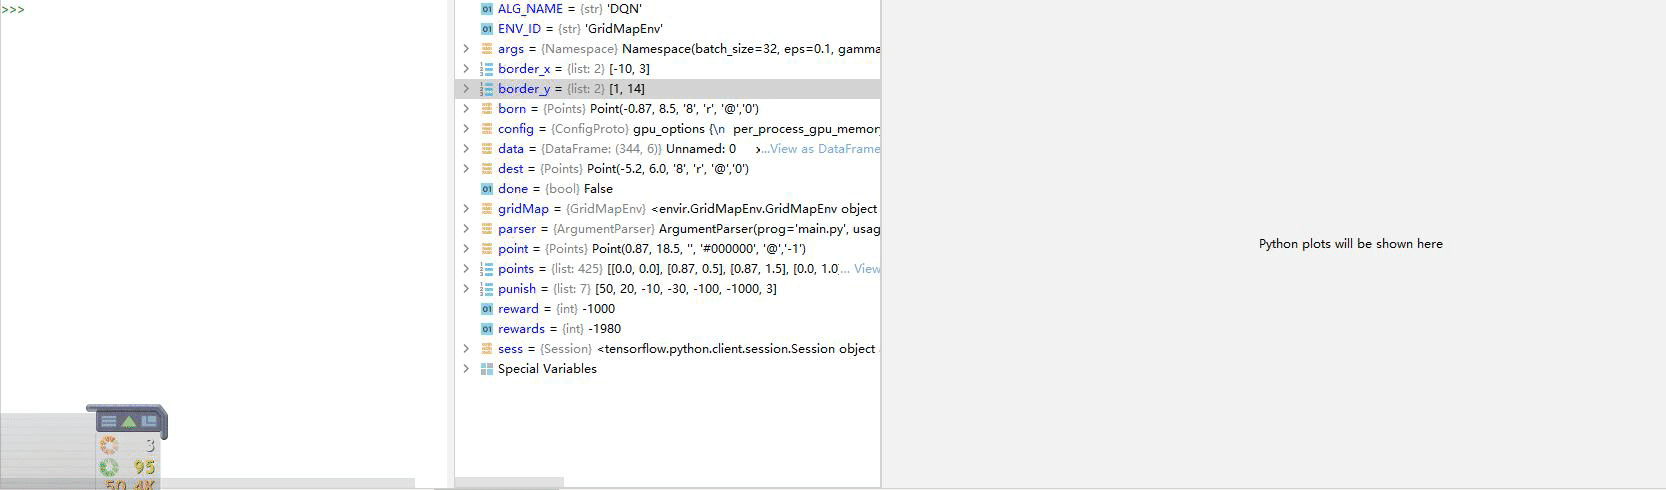 >>>
ALG_NAME = {str} 'DQN'
ENV_ID = {str} 'GridMapEnv'
args = {Namespace} Namespace(batch_size=32, eps=0.1, gamma
border_x = {list: 2} [-10, 3]
border_y = {list: 2} [1, 14]
born = {Points} Point(-0.87, 8.5, '8', 'r', '@','0')
config = {ConfigProto} gpu_options {\n  per_process_gpu_memory
data = {DataFrame: (344, 6)} Unnamed: 0 ...View as DataFrame
dest = {Points} Point(-5.2, 6.0, '8', 'r', '@','0')
done = {bool} False
gridMap = {GridMapEnv} <envir.GridMapEnv.GridMapEnv object
parser = {ArgumentParser} ArgumentParser(prog='main.py', usag
point = {Points} Point(0.87, 18.5, '', '#000000', '@','-1')
points = {list: 425} [[0.0, 0.0], [0.87, 0.5], [0.87, 1.5], [0.0, 1.0]... View
punish = {list: 7} [50, 20, -10, -30, -100, -1000, 3]
reward = {int} -1000
rewards = {int} -1980
sess = {Session} <tensorflow.python.client.session.Session object
Special Variables
Python plots will be shown here
3
95
50.4K